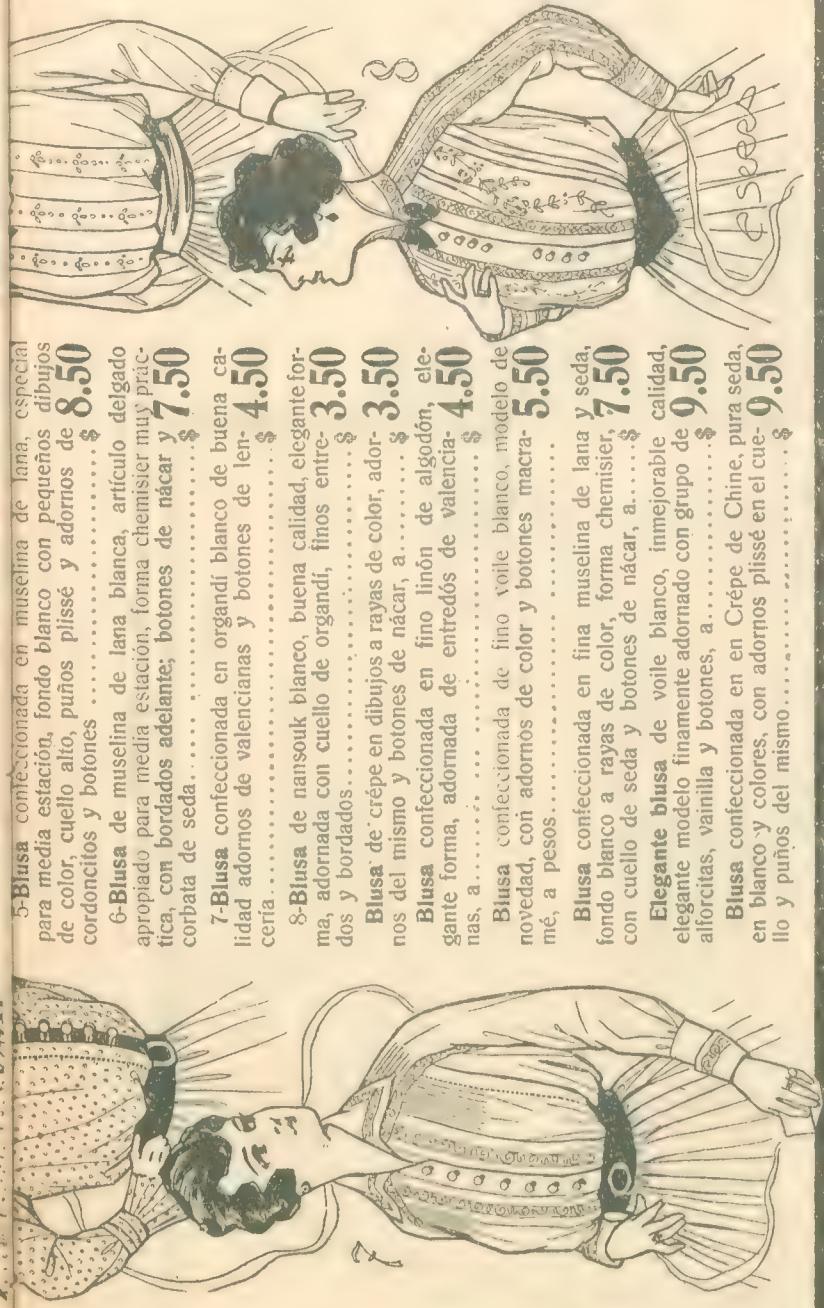 5-Blusa confeccionada en muselina de lana, especial
para media estación, fondo blanco con pequeños dibujos
de color, cuello alto, puños plissé y adornos de
cordoncitos y botones .................... $ 8.50
6-Blusa de muselina de lana blanca, artículo delgado
apropiado para media estación, forma chemisier muy prác-
tica, con bordados adelante; botones de nácar y
corbata de seda.................... $ 7.50
7-Blusa confeccionada en organdí blanco de buena ca-
lidad adornos de valencianas y botones de len-
cería.................... $ 4.50
8-Blusa de nansouk blanco, buena calidad, elegante for-
ma, adornada con cuello de organdí, finos entre-
dos y bordados.................... $ 3.50
Blusa de crépe en dibujos a rayas de color, ador-
nos del mismo y botones de nácar, a.......... $ 3.50
Blusa confeccionada en fino linón de algodón, ele-
gante forma, adornada de entredós de valencia-
nas, a.................... $ 4.50
Blusa confeccionada de fino voile blanco, modelo de
novedad, con adornos de color y botones macra-
mé, a pesos.................... 5.50
Blusa confeccionada en fina muselina de lana y seda,
fondo blanco a rayas de color, forma chemisier,
con cuello de seda y botones de nácar, a...... $ 7.50
Elegante blusa de voile blanco, inmejorable calidad,
elegante modelo finamente adornado con grupo de
alforcitas, vainilla y botones, a.......... $ 9.50
Blusa confeccionada en en Crépe de Chine, pura seda,
en blanco y colores, con adornos plissé en el cue-
llo y puños del mismo.................... $ 9.50
7
8